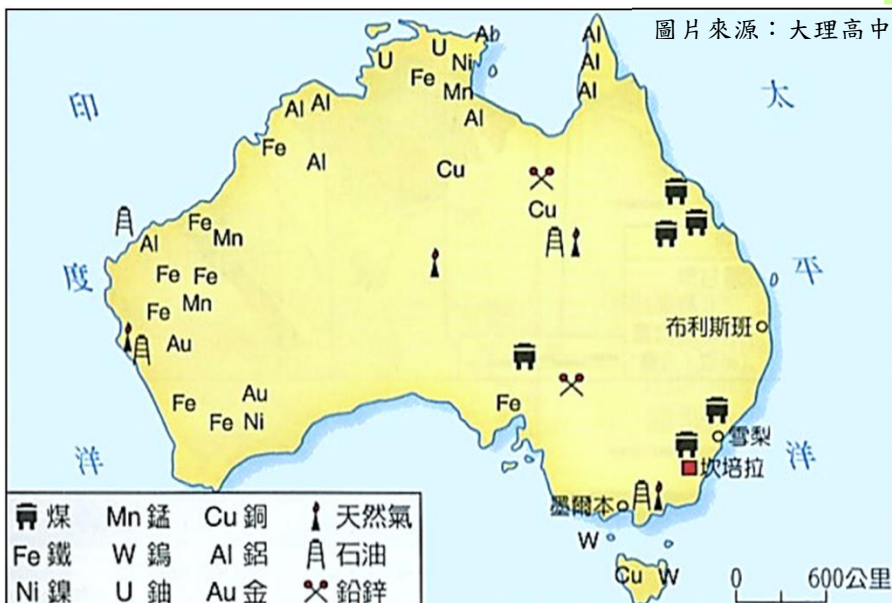 圖片來源：大理高中
Ab
Al
U
U
Ni
Al
Fe
Mn
Al
Al
Al
Al
Fe
Al
Cu
Cu
Fe
Al
Mn
Fe
Fe
Mn
Fe
Au
Fe
Au
Fe
Ni
Fe
印
度
洋
太
平
洋
布利斯班
雪梨
坎培拉
墨爾本
W
Cu
W
煤 Mn 錳 Cu 銅 天然氣
Fe 鐵 W 鎢 Al 鋁 石油
Ni 鎳 U 鈾 Au 金 鉛鋅
0 600公里